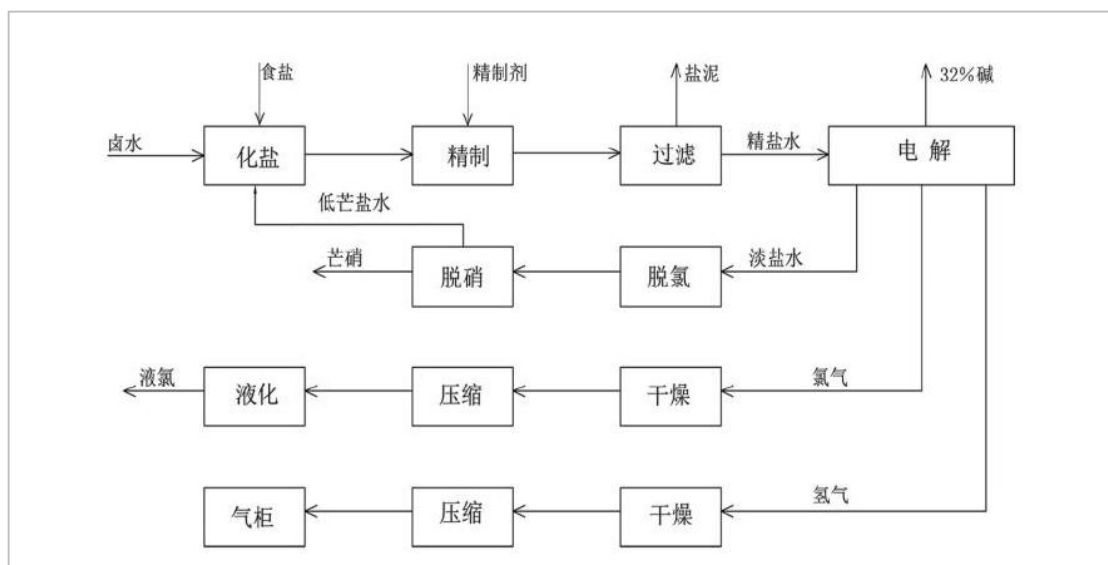 食盐
精制剂
盐泥
32%碱
卤水
化盐
精制
过滤
精盐水
电 解
低芒盐水
芒硝
脱硝
脱氯
淡盐水
液氯
液化
压缩
干燥
氯气
气柜
压缩
干燥
氢气